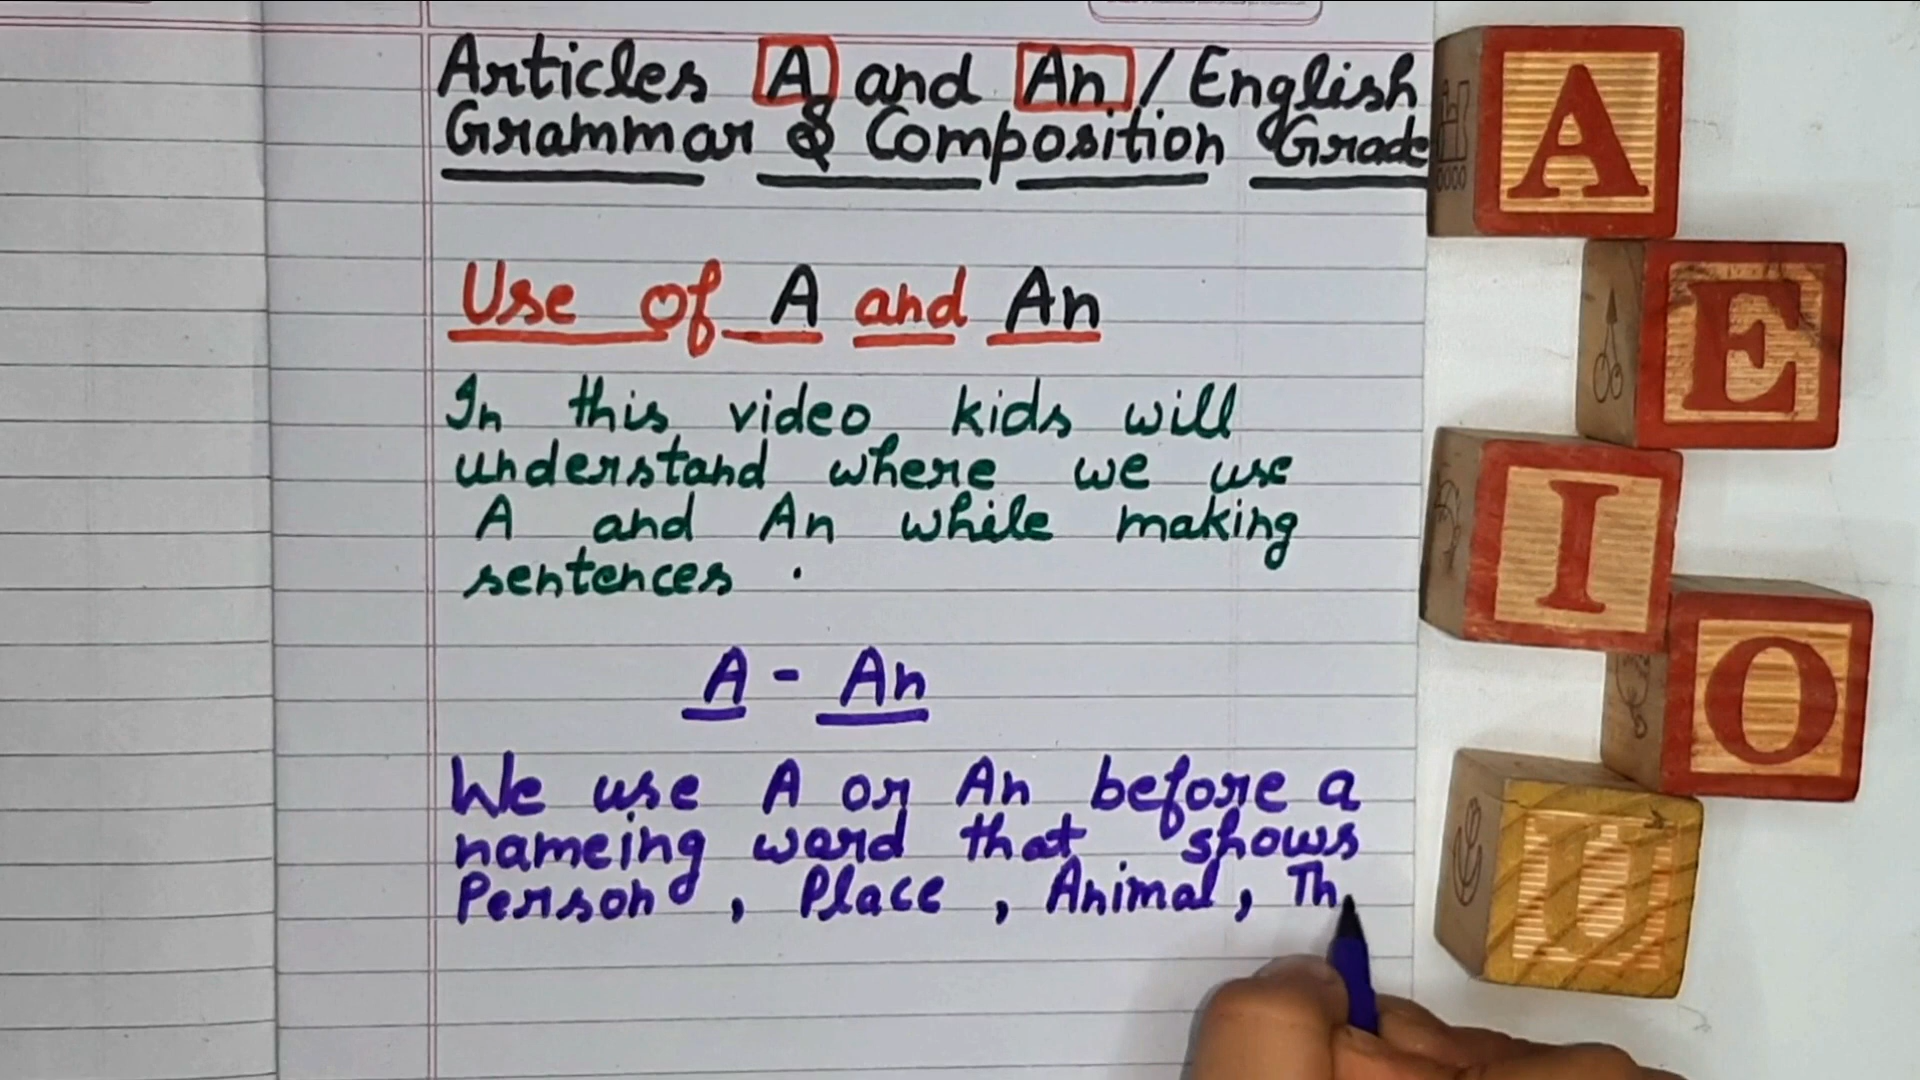 Articles A and An / English
Grammar & Composition Grade
Use of A and An
In this video kids will
understand where we use
A and An while making
sentences .
A - An
We use A or An before a
nameing word that shows
Person , Place , Animal , Th
A
E
I
O
U